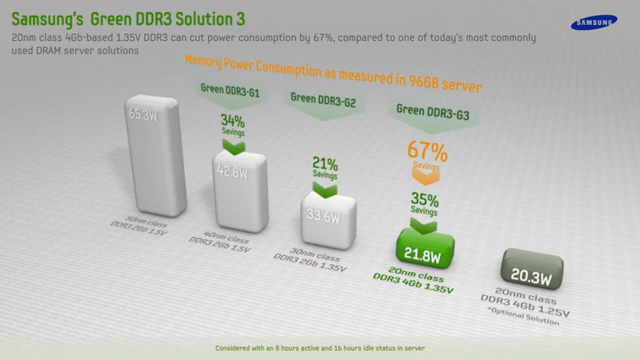 Samsung's Green DDR3 Solution 3
SAMSUNG
20nm class 4Gb-based 1.35V DDR3 can cut power consumption by 67%, compared to one of today's most commonly
used DRAM server solutions
Memory Power Consumption as measured in 96GB server
Green DDR3-G1
Green DDR3-G2
Green DDR3-G3
65.3W
34%
Savings
42.8W
21%
Savings
33.6W
67%
Savings
35%
Savings
21.8W
20.3W
50nm class
DDR3 2Gb 1.5V
40nm class
DDR3 2Gb 1.5V
30nm class
DDR3 2Gb 1.35V
20nm class
DDR3 4Gb 1.35V
20nm class
DDR3 4Gb 1.25V
*Optional Solution
Considered with an 8 hours active and 16 hours idle status in server